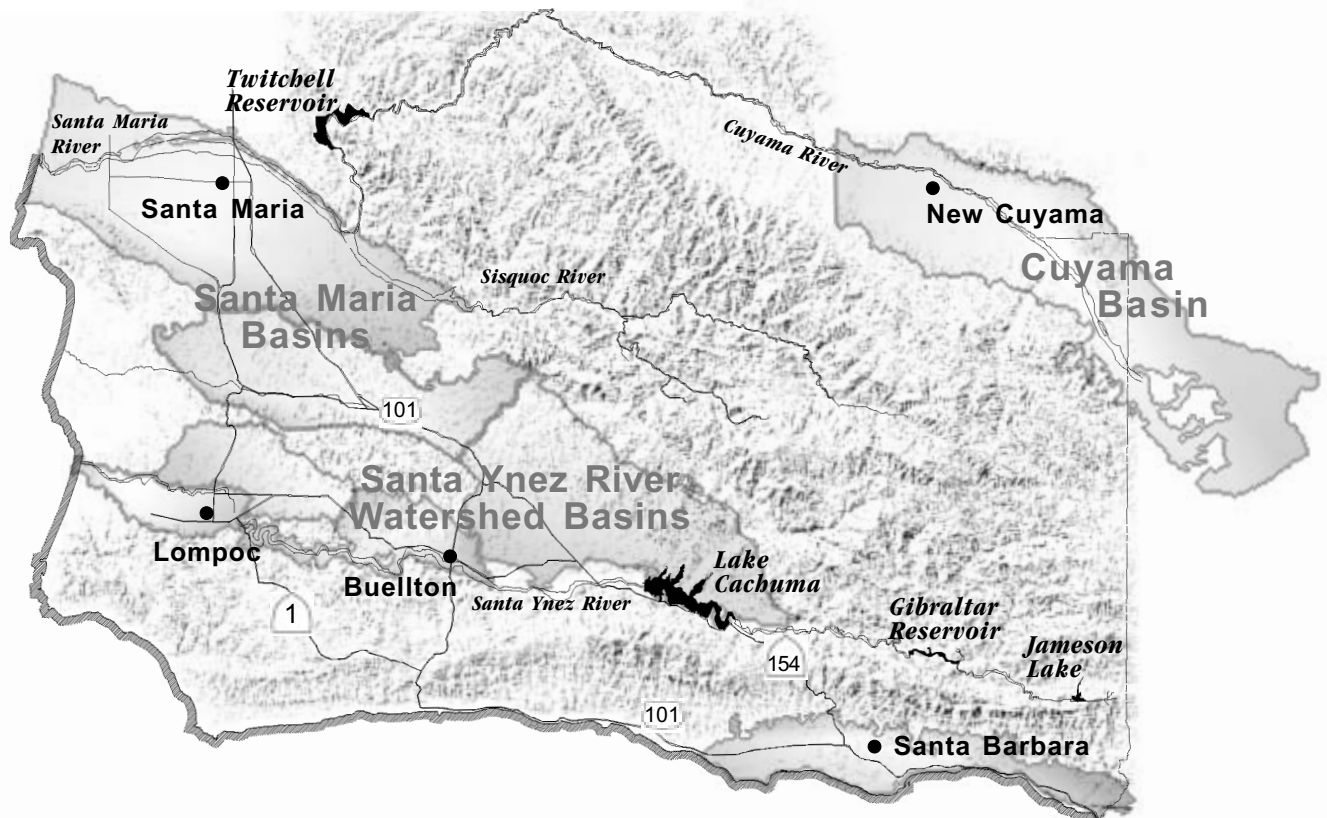 Twitchell
Reservoir
Santa Maria
River
Cuyama River
Santa Maria
New Cuyama
Sisquoc River
Cuyama
Basin
Santa Maria
Basins
101
Santa Ynez River
Watershed Basins
Lompoc
Buellton
Lake
Cachuma
Santa Ynez River
1
Gibraltar
Reservoir
Jameson
Lake
154
101
Santa Barbara